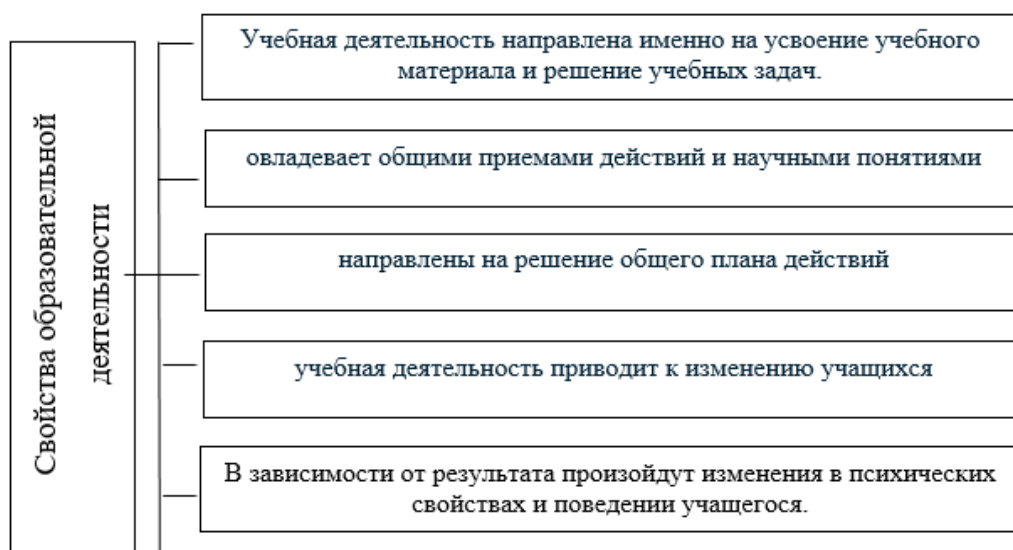 Свойства образовательной
деятельности
Учебная деятельность направлена именно на усвоение учебного
материала и решение учебных задач.
овладевает общими приемами действий и научными понятиями
направлены на решение общего плана действий
учебная деятельность приводит к изменению учащихся
В зависимости от результата произойдут изменения в психических
свойствах и поведении учащегося.